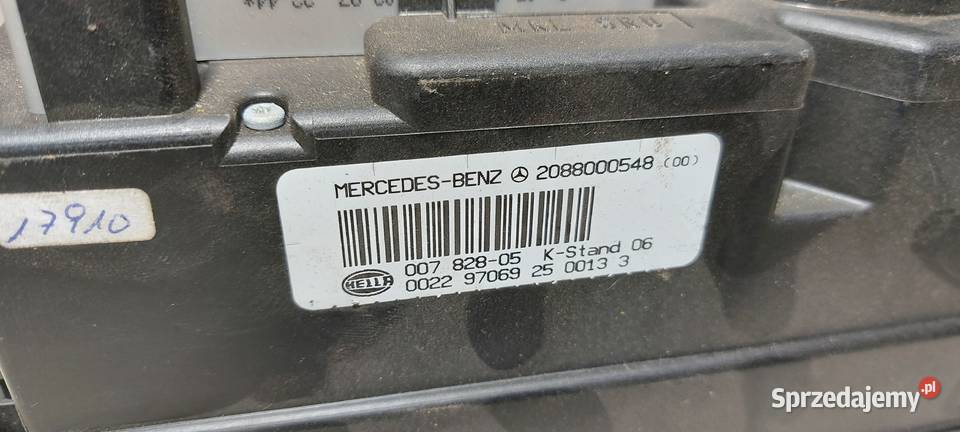 MERCEDES-BENZ 2088000548 (00)
17910
007 828-05 K-Stand 06
HELLA 0022 97069 25 0013 3
Sprzedajemy.pl